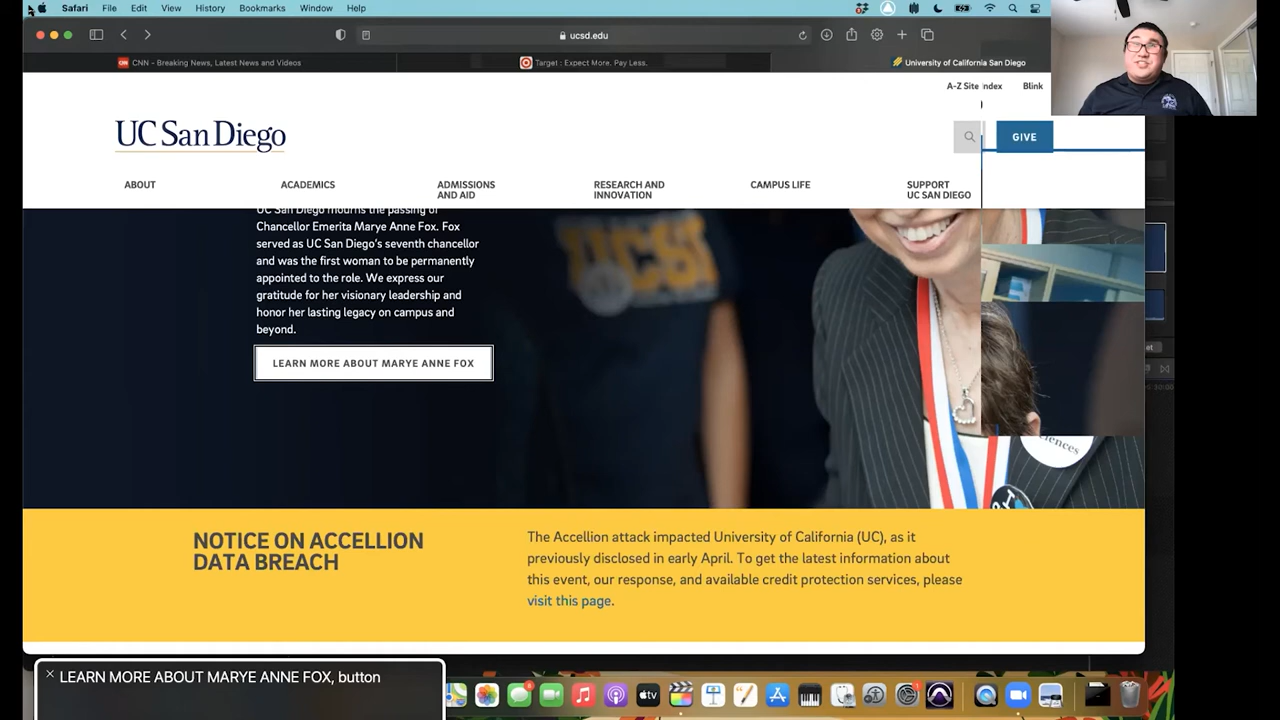 Safari File Edit View History Bookmarks Window Help
ucsd.edu
CNN - Breaking News, Latest News and Videos
Target : Expect More. Pay Less.
University of California San Diego
A-Z Site Index Blink
UC San Diego
GIVE
ABOUT
ACADEMICS
ADMISSIONS
AND AID
RESEARCH AND
INNOVATION
CAMPUS LIFE
SUPPORT
UC SAN DIEGO
UC San Diego mourns the passing of
Chancellor Emerita Marye Anne Fox. Fox
served as UC San Diego's seventh chancellor
and was the first woman to be permanently
appointed to the role. We express our
gratitude for her visionary leadership and
honor her lasting legacy on campus and
beyond.
LEARN MORE ABOUT MARYE ANNE FOX
UCSD
NOTICE ON ACCELLION
DATA BREACH
The Accellion attack impacted University of California (UC), as it
previously disclosed in early April. To get the latest information about
this event, our response, and available credit protection services, please
visit this page.
LEARN MORE ABOUT MARYE ANNE FOX, button
tv